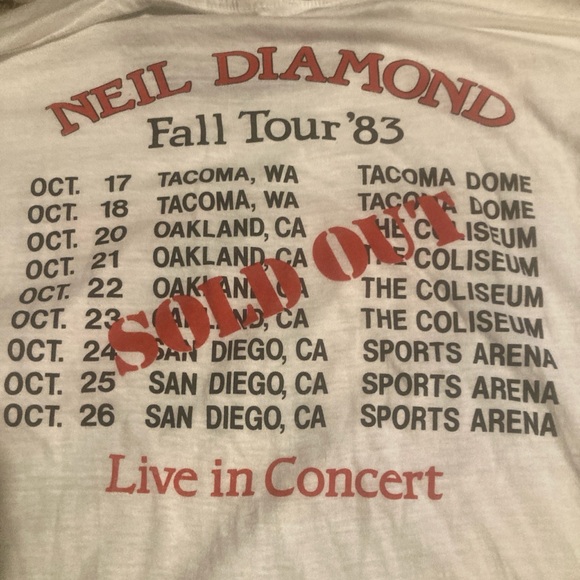 NEIL DIAMOND
Fall Tour '83
OCT. 17 TACOMA, WA TACOMA DOME
OCT. 18 TACOMA, WA TACOMA DOME
OCT. 20 OAKLAND, CA THE COLISEUM
OCT. 21 OAKLAND, CA THE COLISEUM
OCT. 22 OAKLAND, CA THE COLISEUM
OCT. 23 OAKLAND, CA THE COLISEUM
OCT. 24 SAN DIEGO, CA SPORTS ARENA
OCT. 25 SAN DIEGO, CA SPORTS ARENA
OCT. 26 SAN DIEGO, CA SPORTS ARENA
SOLD OUT
Live in Concert